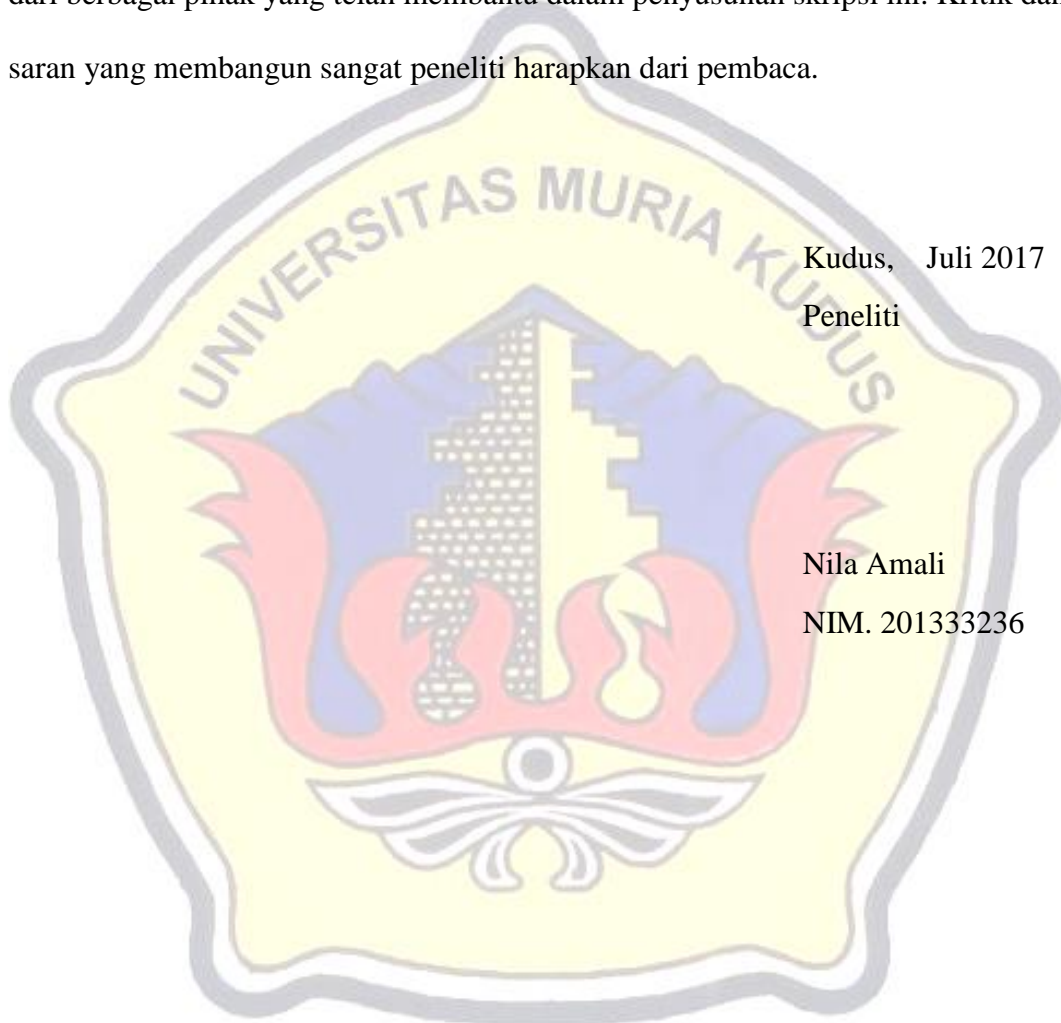 dari berbagai pihak yang telah membantu dalam penyusunan skripsi ini. Kritik dan
saran yang membangun sangat peneliti harapkan dari pembaca.
UNIVERSITAS MURIA KUDUS
Kudus, Juli 2017
Peneliti
Nila Amali
NIM. 201333236